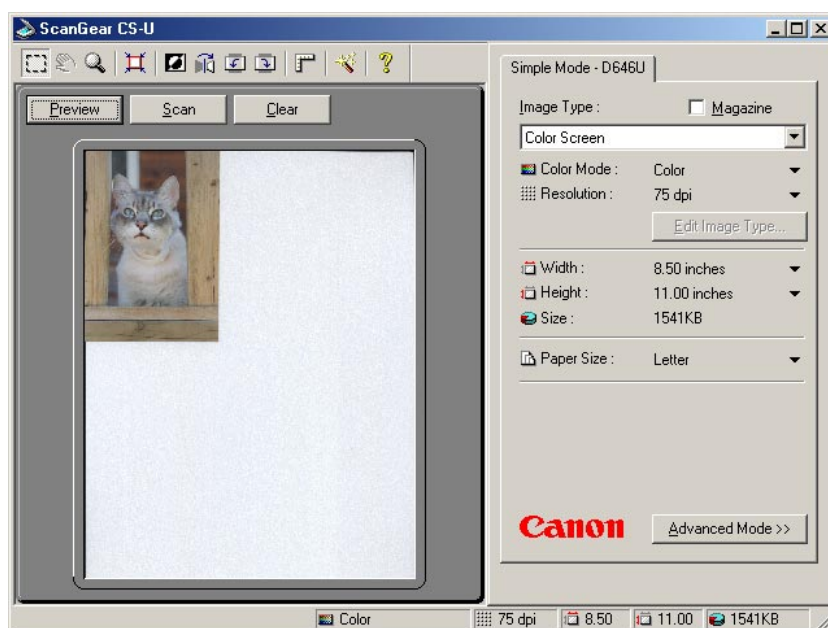 ScanGear CS-U
Preview Scan Clear
Simple Mode - D646U
Image Type : Magazine
Color Screen
Color Mode : Color
Resolution : 75 dpi
Edit Image Type...
Width : 8.50 inches
Height : 11.00 inches
Size : 1541KB
Paper Size : Letter
Canon Advanced Mode >>
Color 75 dpi 8.50 11.00 1541KB